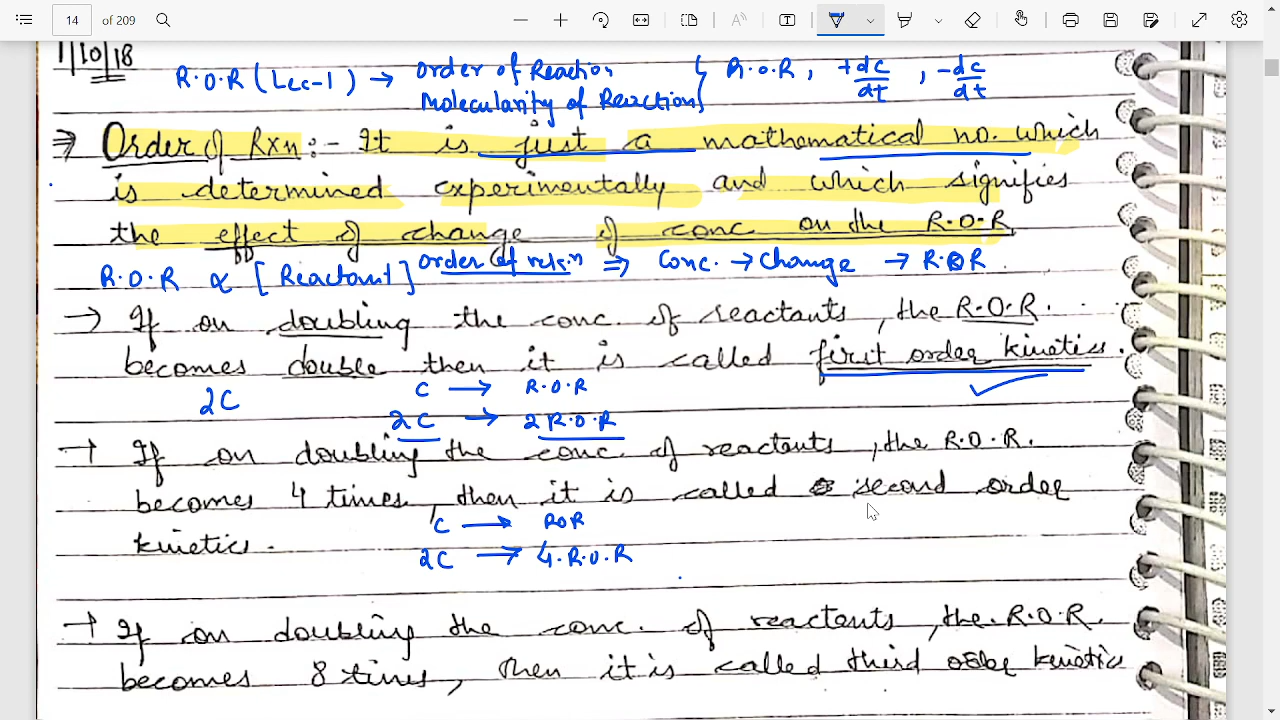 14 of 209
1/10/18
R.O.R (Lec-1) → Order of Reaction { R.O.R, +dc/dt, -dc/dt
Molecularity of Reaction
⇒ Order of Rxn :- It is just a mathematical no. which
is determined experimentally and which signifies
the effect of change of conc on the R.O.R
R.O.R ∝ [Reactant] Order of ⇒ Conc. → Change → R.O.R
→ If on doubling the conc. of reactants, the R.O.R.
becomes double then it is called first order kinetics.
2C C → R.O.R
2C → 2 R.O.R
→ If on doubling the conc. of reactants, the R.O.R.
becomes 4 times, then it is called second order
C → ROR
kinetics.
2C → 4.R.O.R
→ If on doubling the conc. of reactants, the R.O.R.
becomes 8 times, then it is called third order kinetics